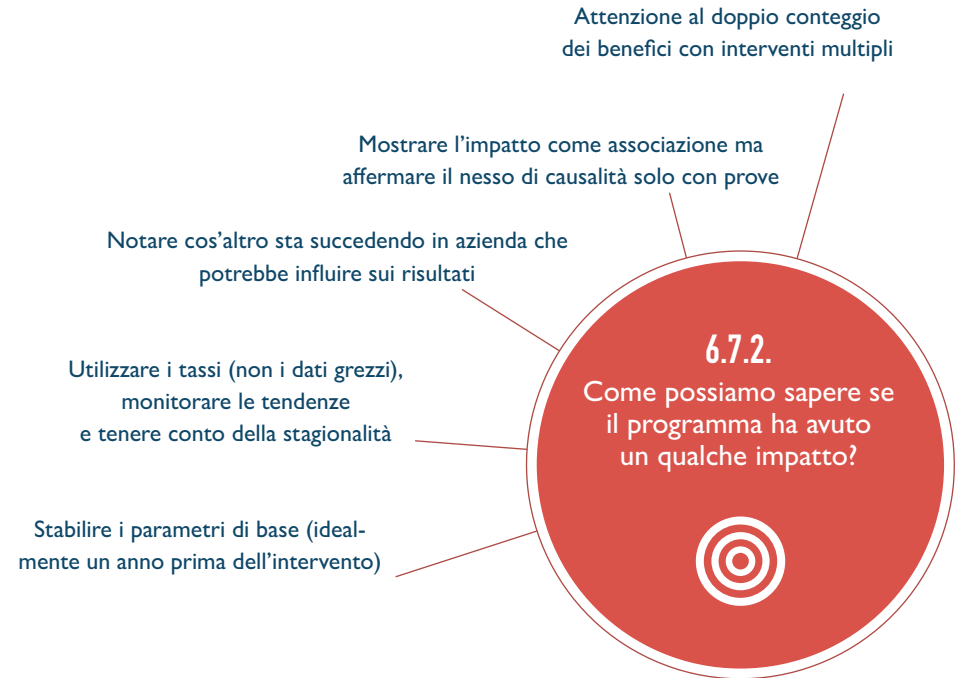 Attenzione al doppio conteggio
dei benefici con interventi multipli
Mostrare l’impatto come associazione ma
affermare il nesso di causalità solo con prove
Notare cos’altro sta succedendo in azienda che
potrebbe influire sui risultati
Utilizzare i tassi (non i dati grezzi),
monitorare le tendenze
e tenere conto della stagionalità
Stabilire i parametri di base (ideal-
mente un anno prima dell’intervento)
6.7.2.
Come possiamo sapere se
il programma ha avuto
un qualche impatto?